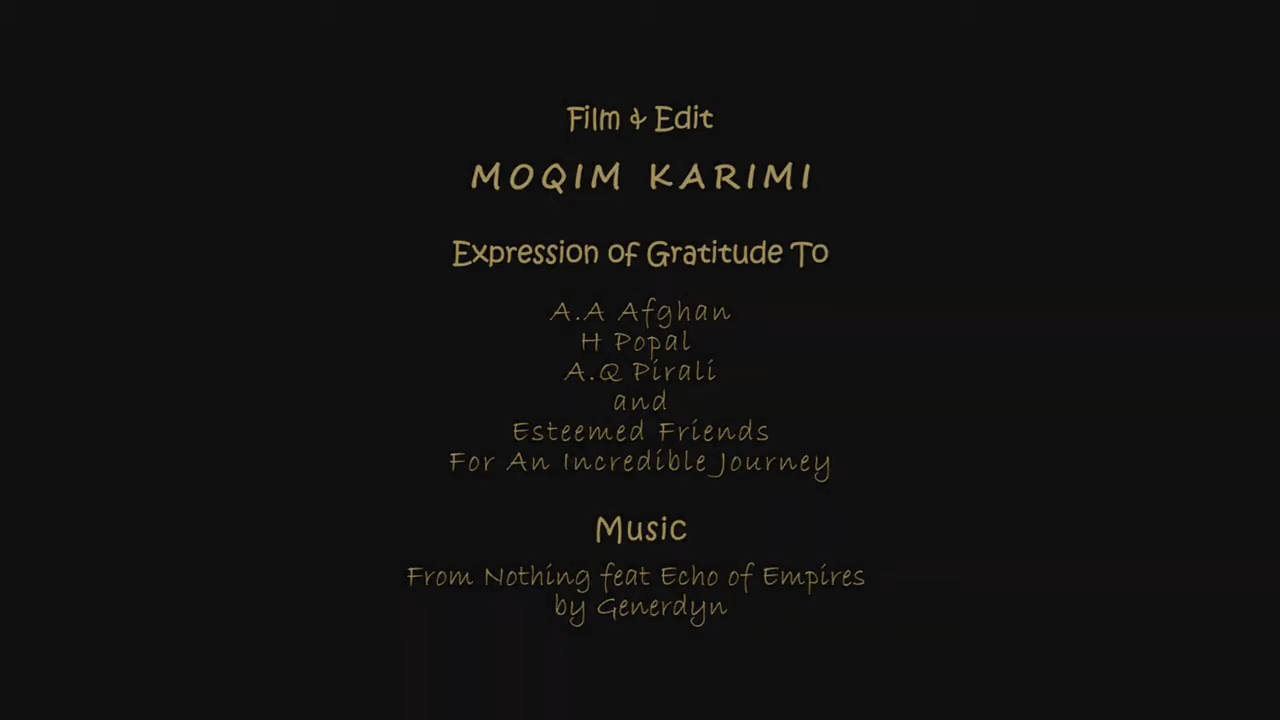 Film & Edit
MOQIM KARIMI
Expression of Gratitude To
A.A Afghan
H Popal
A.Q Pirali
and
Esteemed Friends
For An Incredible Journey
Music
From Nothing feat Echo of Empires
by Generdyn